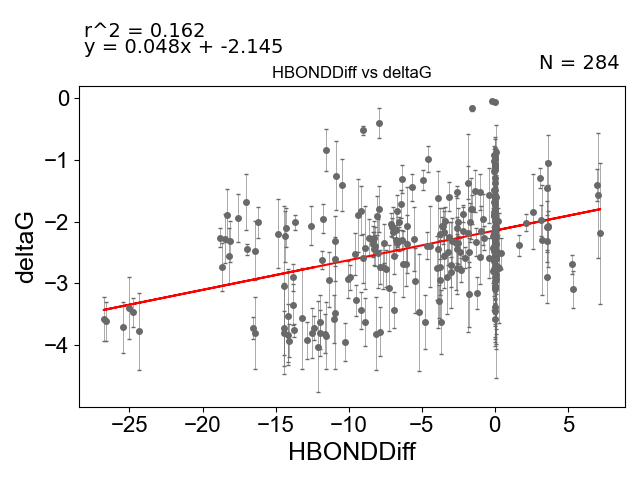 r^2 = 0.162
y = 0.048x + -2.145
N = 284
HBONDDiff vs deltaG
0
−1
−2
−3
−4
deltaG
−25 −20 −15 −10 −5 0 5
HBONDDiff